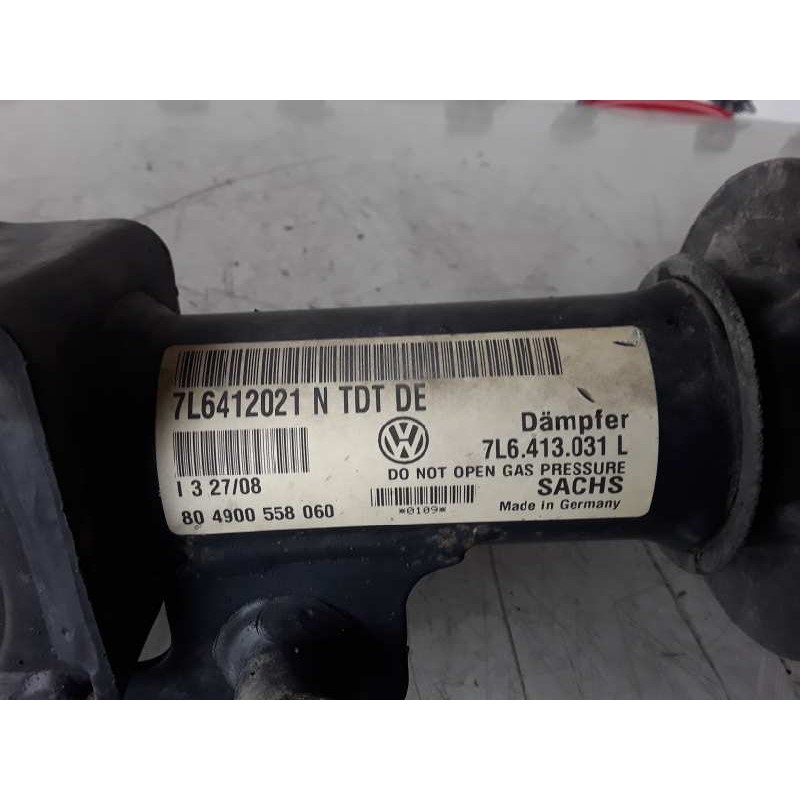 7L6412021 N TDT DE
Dämpfer
7L6.413.031 L
I 3 27/08
DO NOT OPEN GAS PRESSURE
80 4900 558 060
*0109*
SACHS
Made in Germany